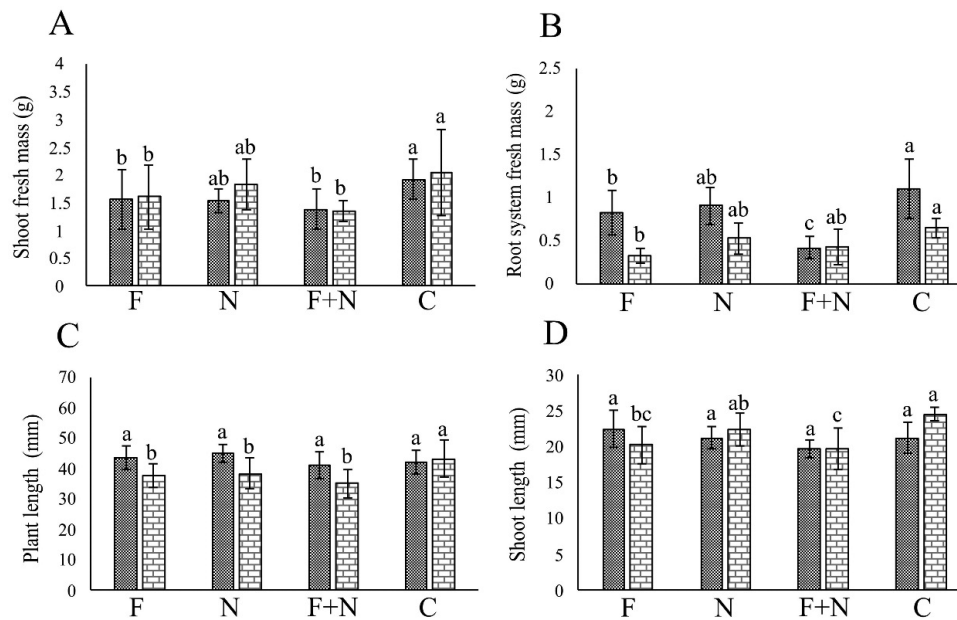 A
Shoot fresh mass (g)
4
3.5
3
2.5
2
1.5
1
0.5
0
b b ab ab b b a a
F N F+N C
B
Root system fresh mass (g)
2.5
2
1.5
1
0.5
0
b b ab ab c ab a a
F N F+N C
C
Plant length (mm)
70
60
50
40
30
20
10
0
a b a b a b a a
F N F+N C
D
Shoot length (mm)
30
25
20
15
10
5
0
a bc a ab a c a a
F N F+N C